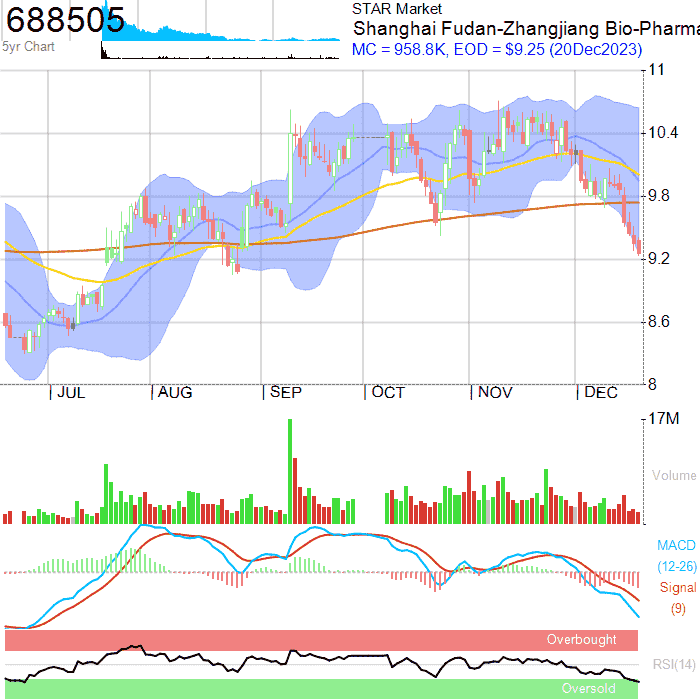 688505
5yr Chart
STAR Market
Shanghai Fudan-Zhangjiang Bio-Pharma
MC = 958.8K, EOD = $9.25 (20Dec2023)
11
10.4
9.8
9.2
8.6
8
JUL AUG SEP OCT NOV DEC
17M
Volume
MACD
(12-26)
Signal
(9)
Overbought
RSI(14)
Oversold